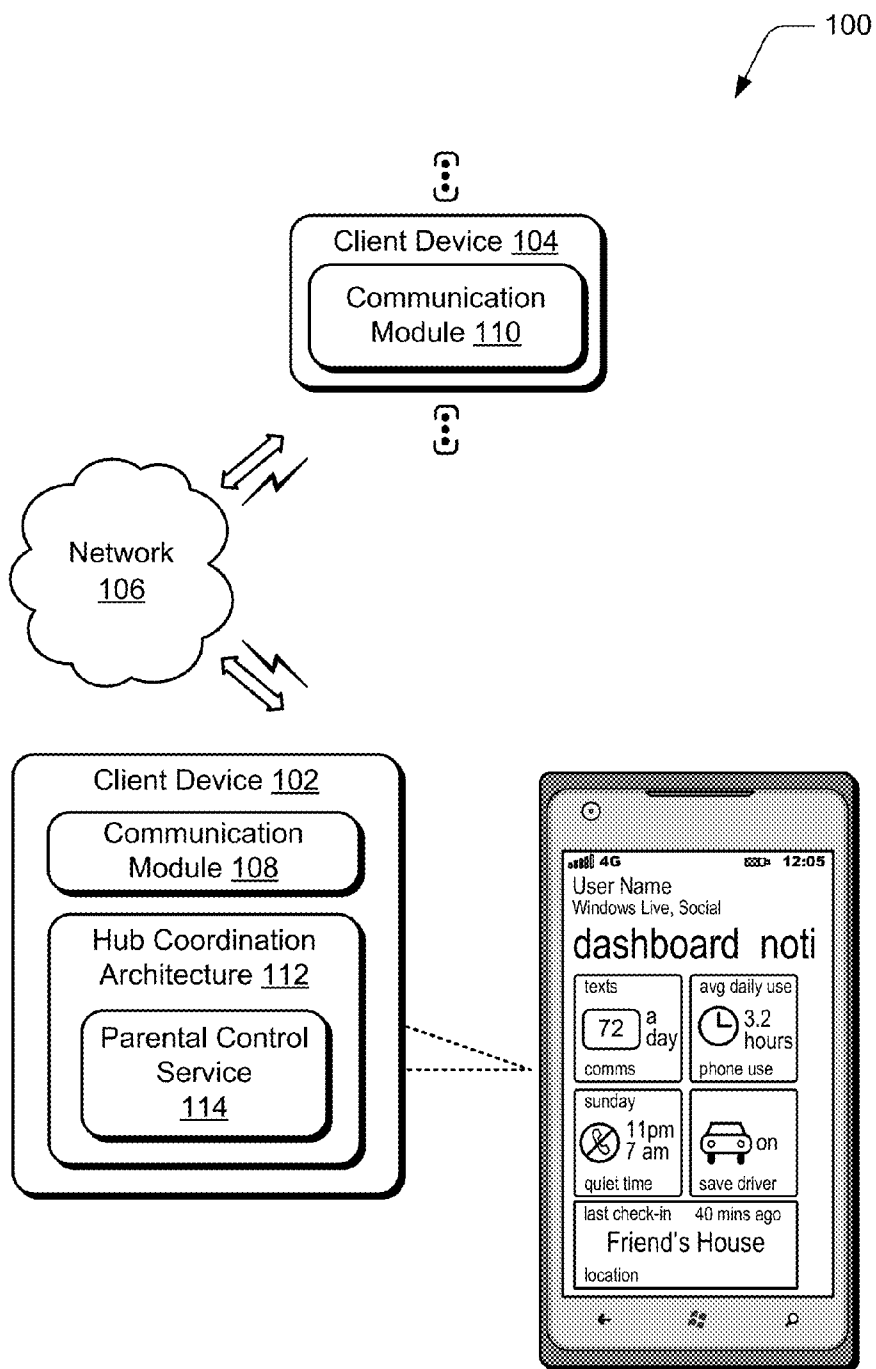 100
Client Device 104
Communication
Module 110
Network
106
Client Device 102
Communication
Module 108
Hub Coordination
Architecture 112
Parental Control
Service
114
4G 12:05
User Name
Windows Live, Social
dashboard noti
texts
72 a
day
comms
avg daily use
3.2
hours
phone use
sunday
11pm
7 am
quiet time
on
save driver
last check-in 40 mins ago
Friend's House
location